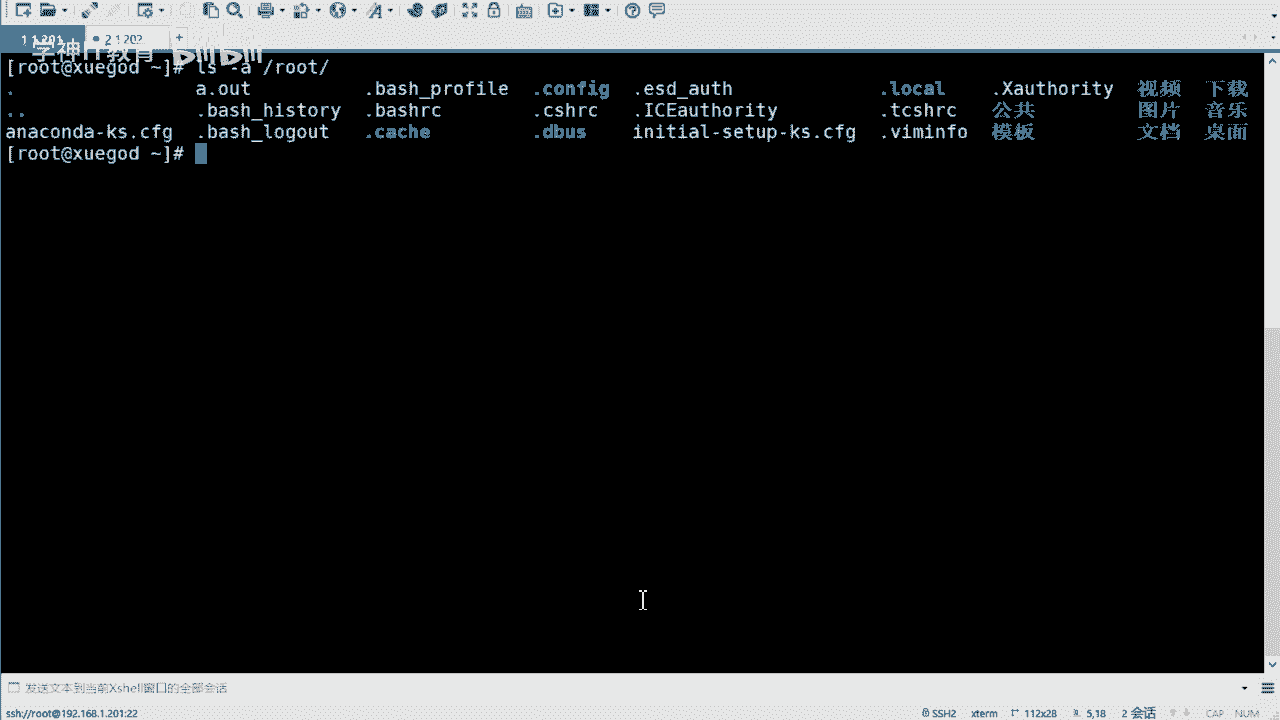 1 1.201 2 1.202 +
学神IT教育 bilibili
[root@xuegod ~]# ls -a /root/
. a.out .bash_profile .config .esd_auth .local .Xauthority 视频 下载
.. .bash_history .bashrc .cshrc .ICEauthority .tcshrc 公共 图片 音乐
anaconda-ks.cfg .bash_logout .cache .dbus initial-setup-ks.cfg .viminfo 模板 文档 桌面
[root@xuegod ~]#
发送文本到当前Xshell窗口的全部会话
ssh://root@192.168.1.201:22 SSH2 xterm 112x28 5,18 2 会话 CAP NUM